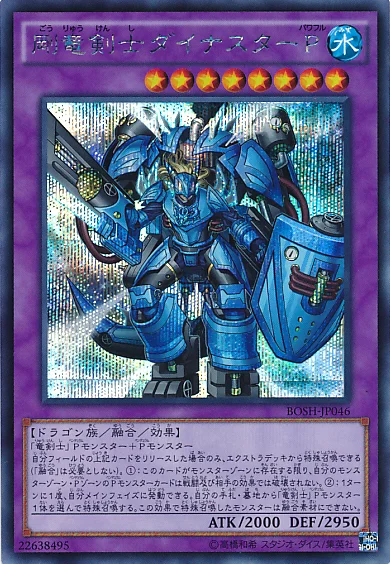 ごう りゅう けん し パワフル
剛竜剣士ダイナスターP
みず
水
BOSH-JP046
【ドラゴン族/融合/効果】
「竜剣士」Pモンスター+Pモンスター
自分フィールドの上記カードをリリースした場合のみ、エクストラデッキから特殊召喚できる
(「融合」は必要としない)。①:このカードがモンスターゾーンに存在する限り、自分のモン
スターゾーン・PゾーンのPモンスターカードは戦闘及び相手の効果では破壊されない。②:1ター
ンに1度、自分メインフェイズに発動できる。自分の手札・墓地から「竜剣士」Pモンスター
1体を選んで特殊召喚する。この効果で特殊召喚したモンスターは融合素材にできない。
ATK/2000 DEF/2950
22638495
©高橋和希 スタジオ・ダイス/集英社